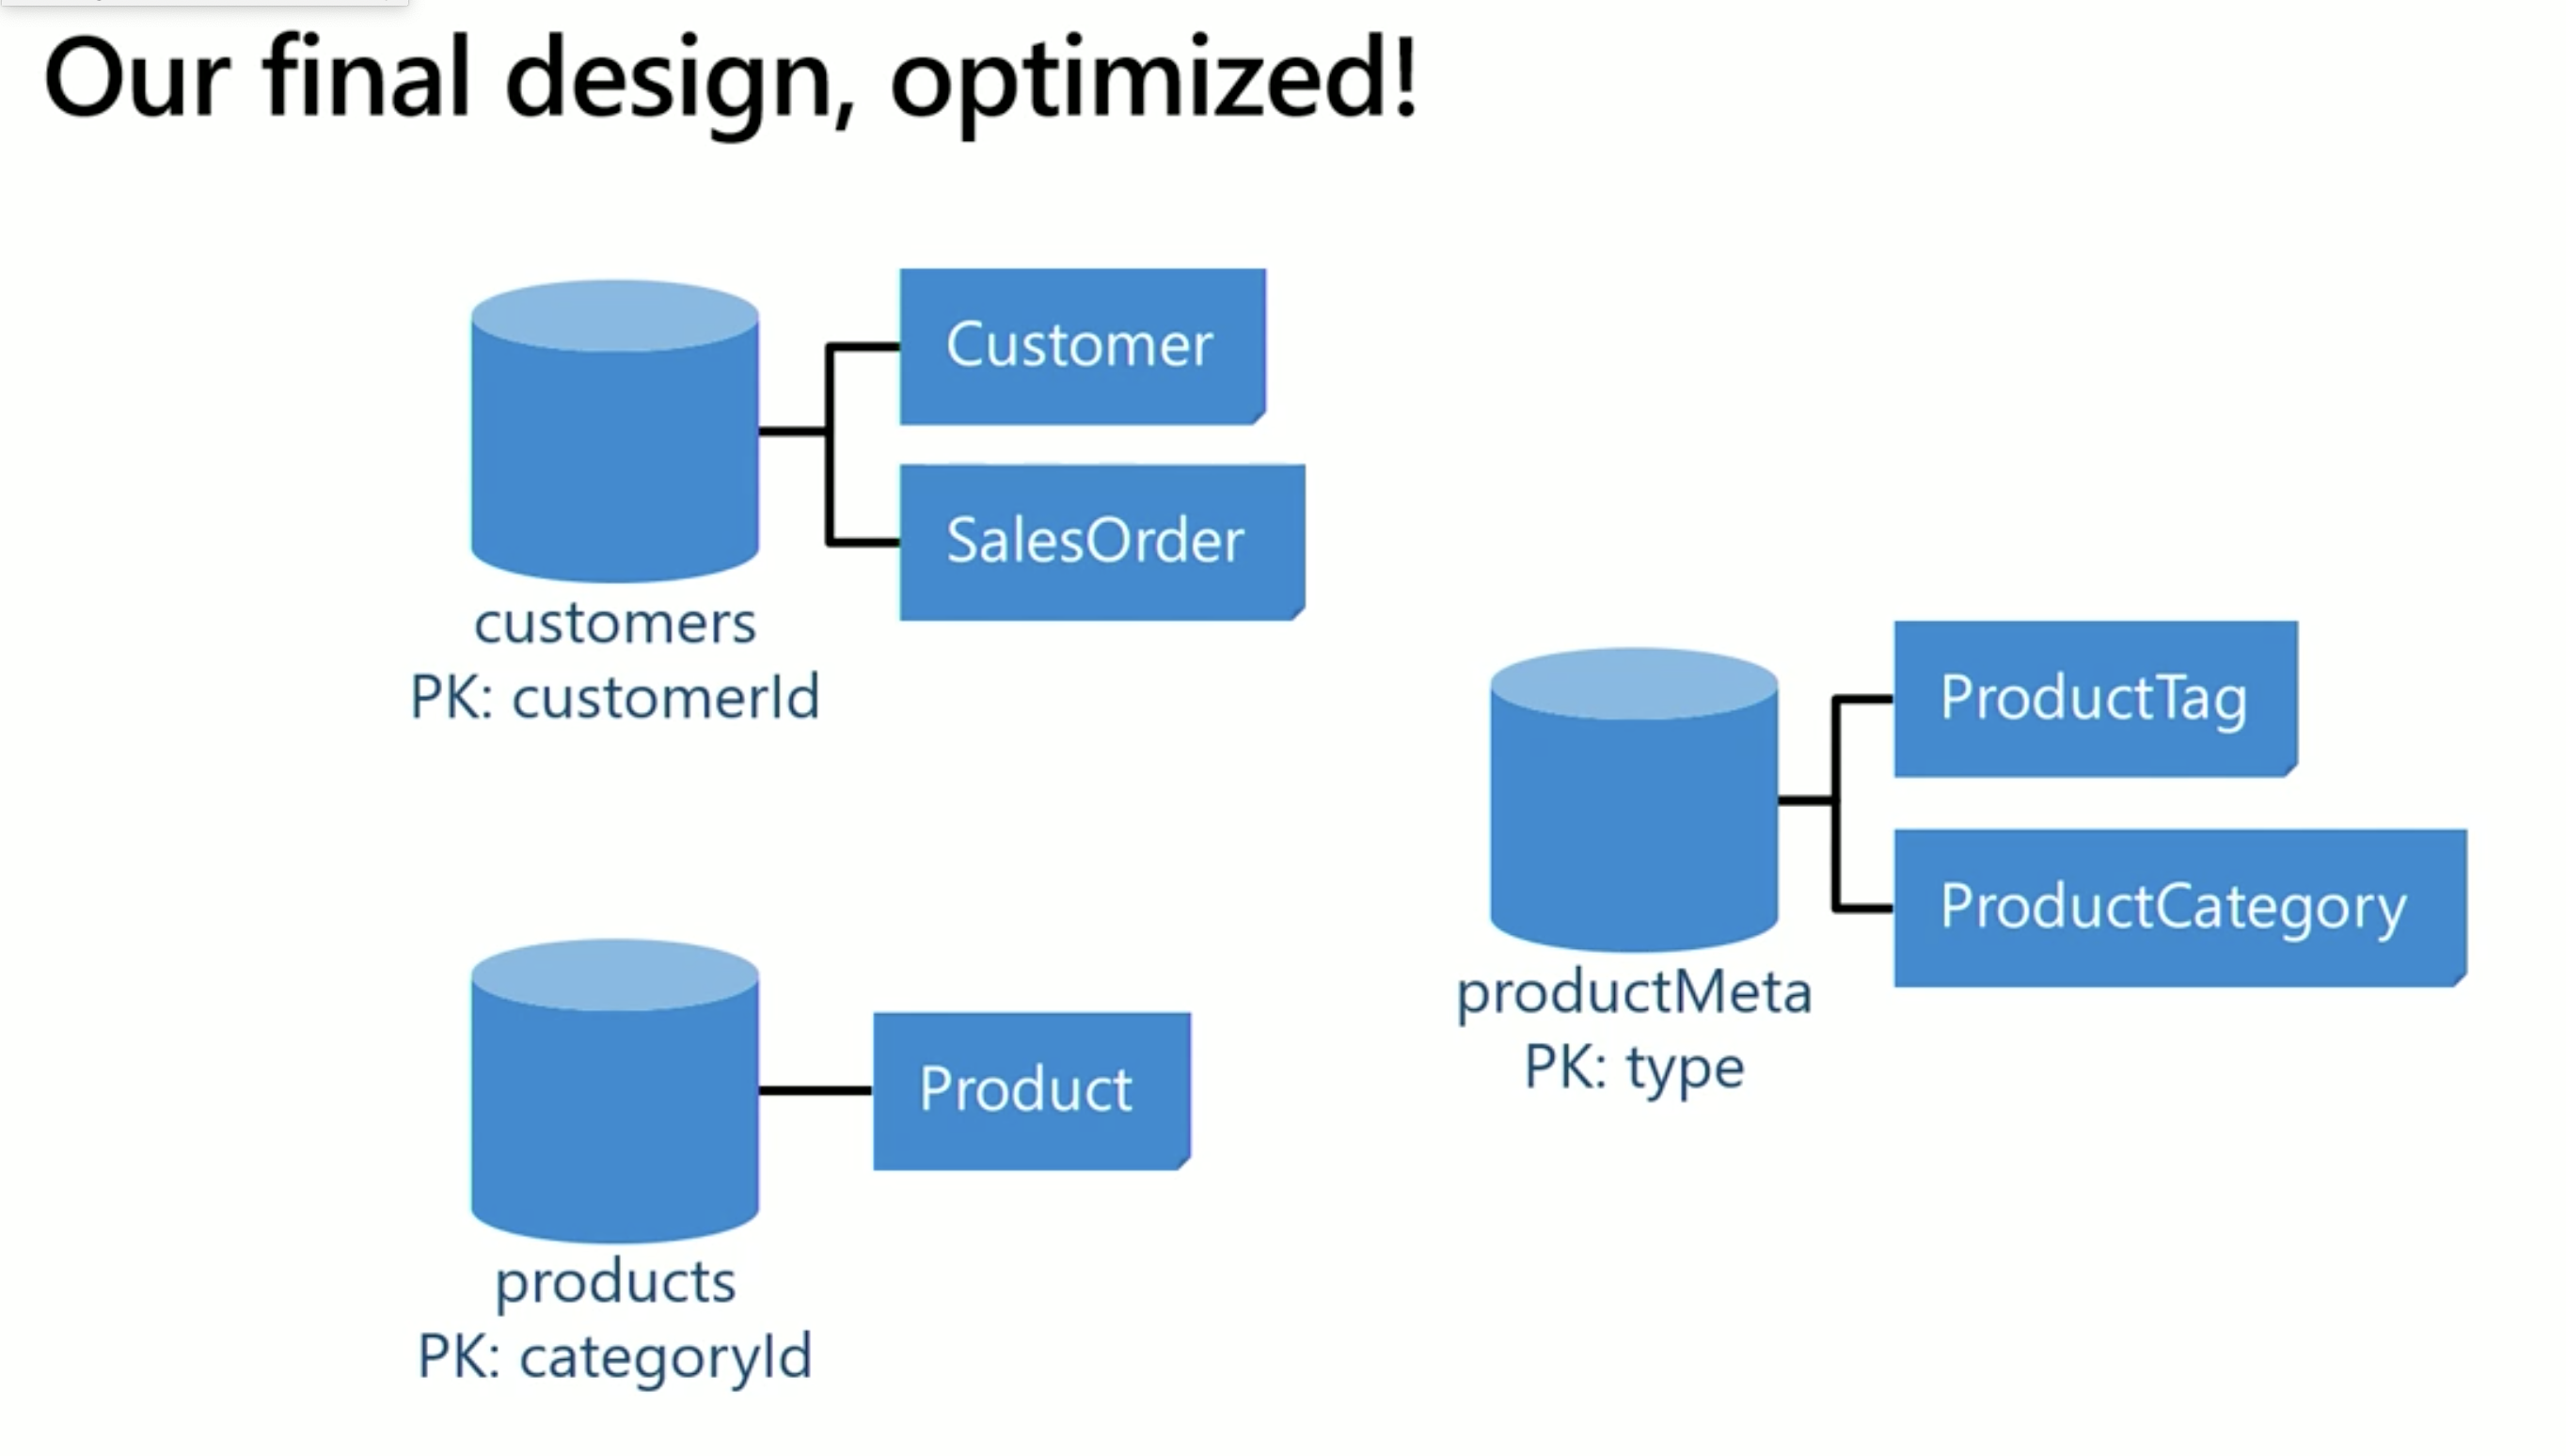 Our final design, optimized!
Customer
SalesOrder
customers
PK: customerId
ProductTag
ProductCategory
productMeta
PK: type
Product
products
PK: categoryId